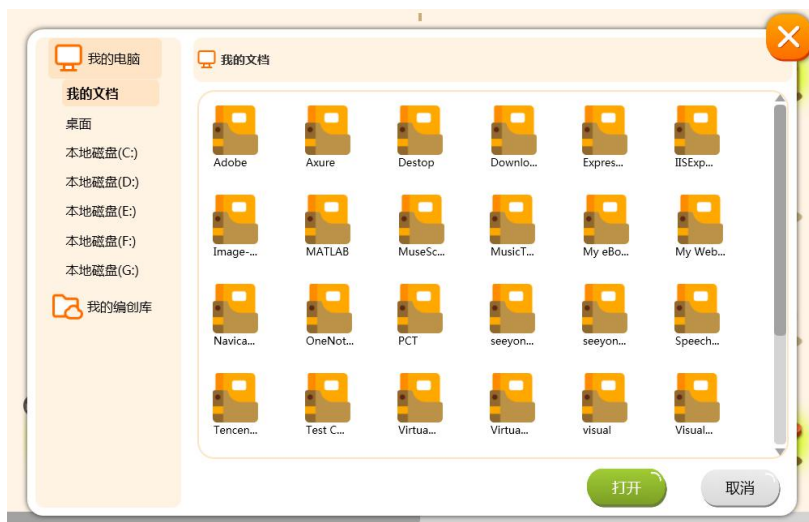 我的电脑
我的文档
桌面
本地磁盘(C:)
本地磁盘(D:)
本地磁盘(E:)
本地磁盘(F:)
本地磁盘(G:)
我的编创库
我的文档
Adobe Axure Destop Downlo... Expres... IISExp...
Image-... MATLAB MuseSc... MusicT... My eBo... My Web...
Navica... OneNot... PCT seeyon... seeyon... Speech...
Tencen... Test C... Virtua... Virtua... visual Visual...
打开 取消